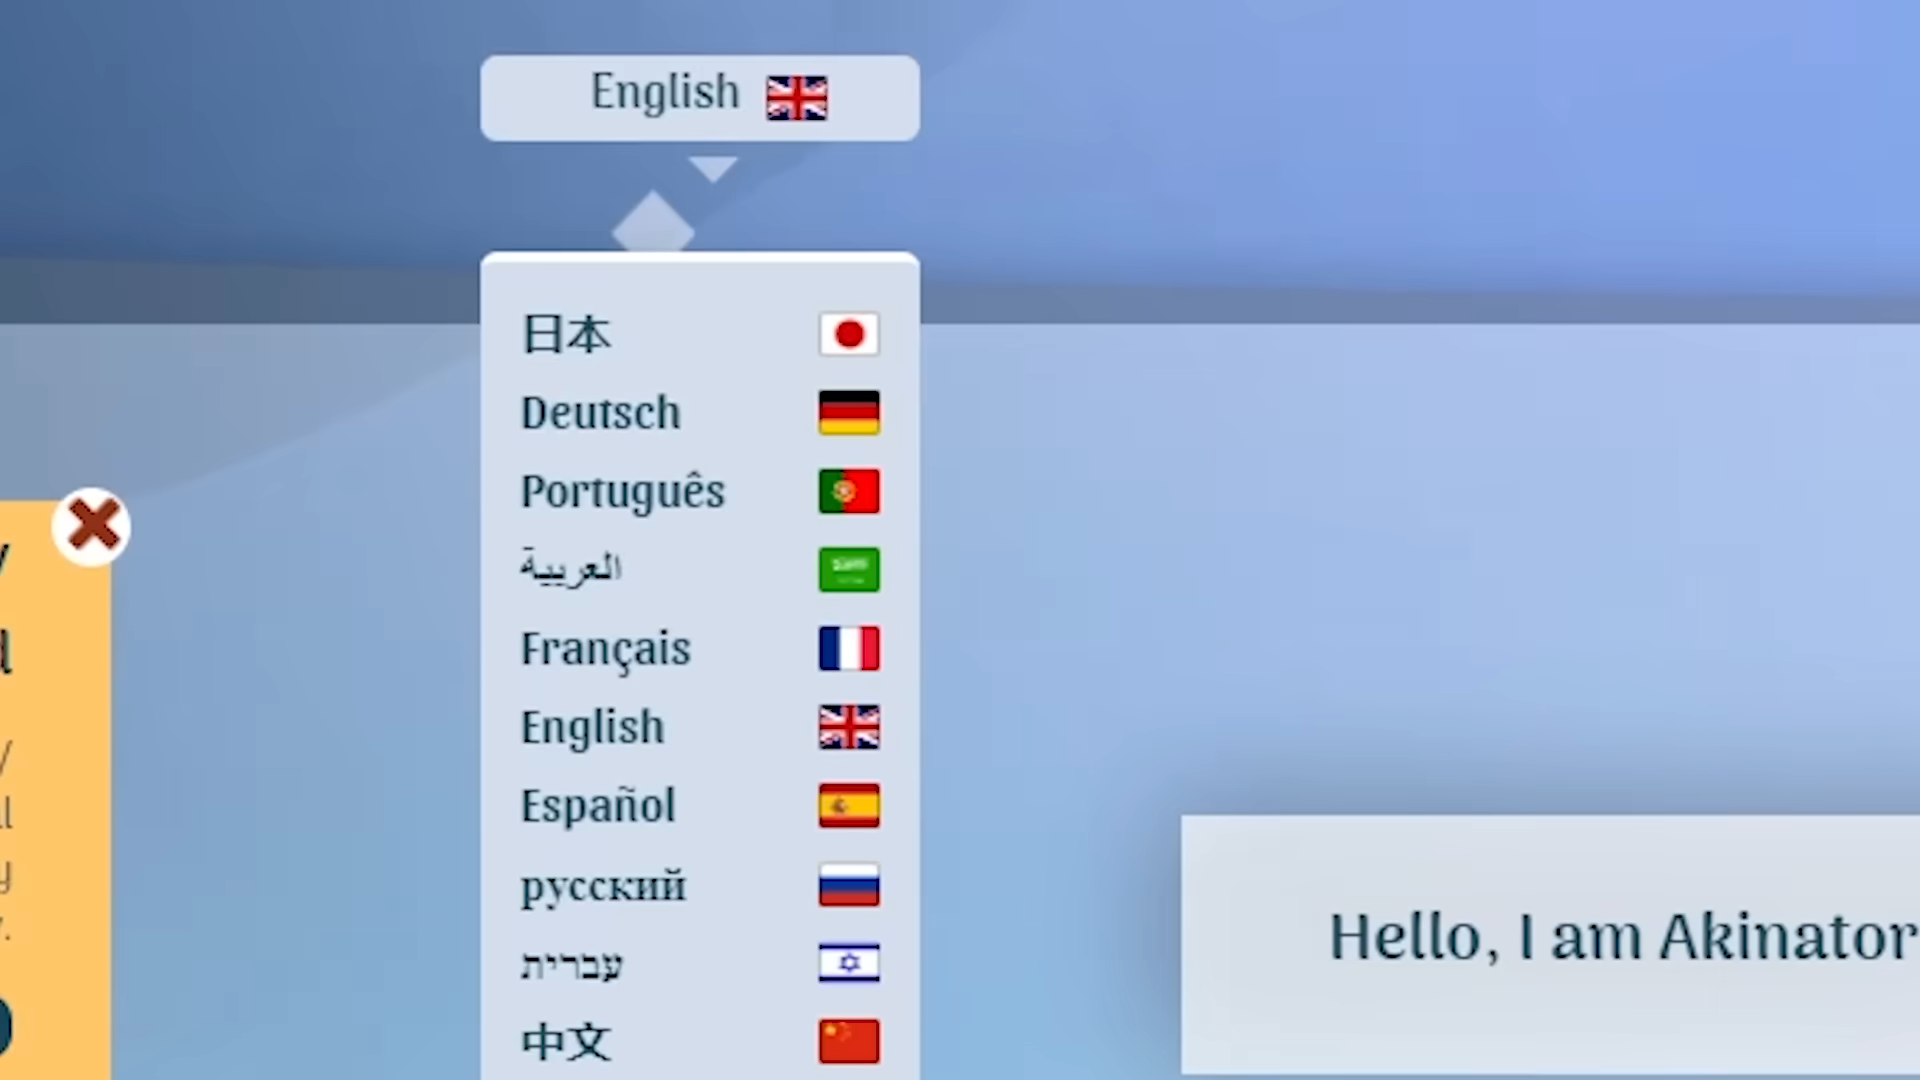 English
日本
Deutsch
Português
العربية
Français
English
Español
русский
עברית
中文
Hello, I am Akinator